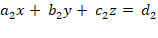 a₂x + b₂y + c₂z = d₂